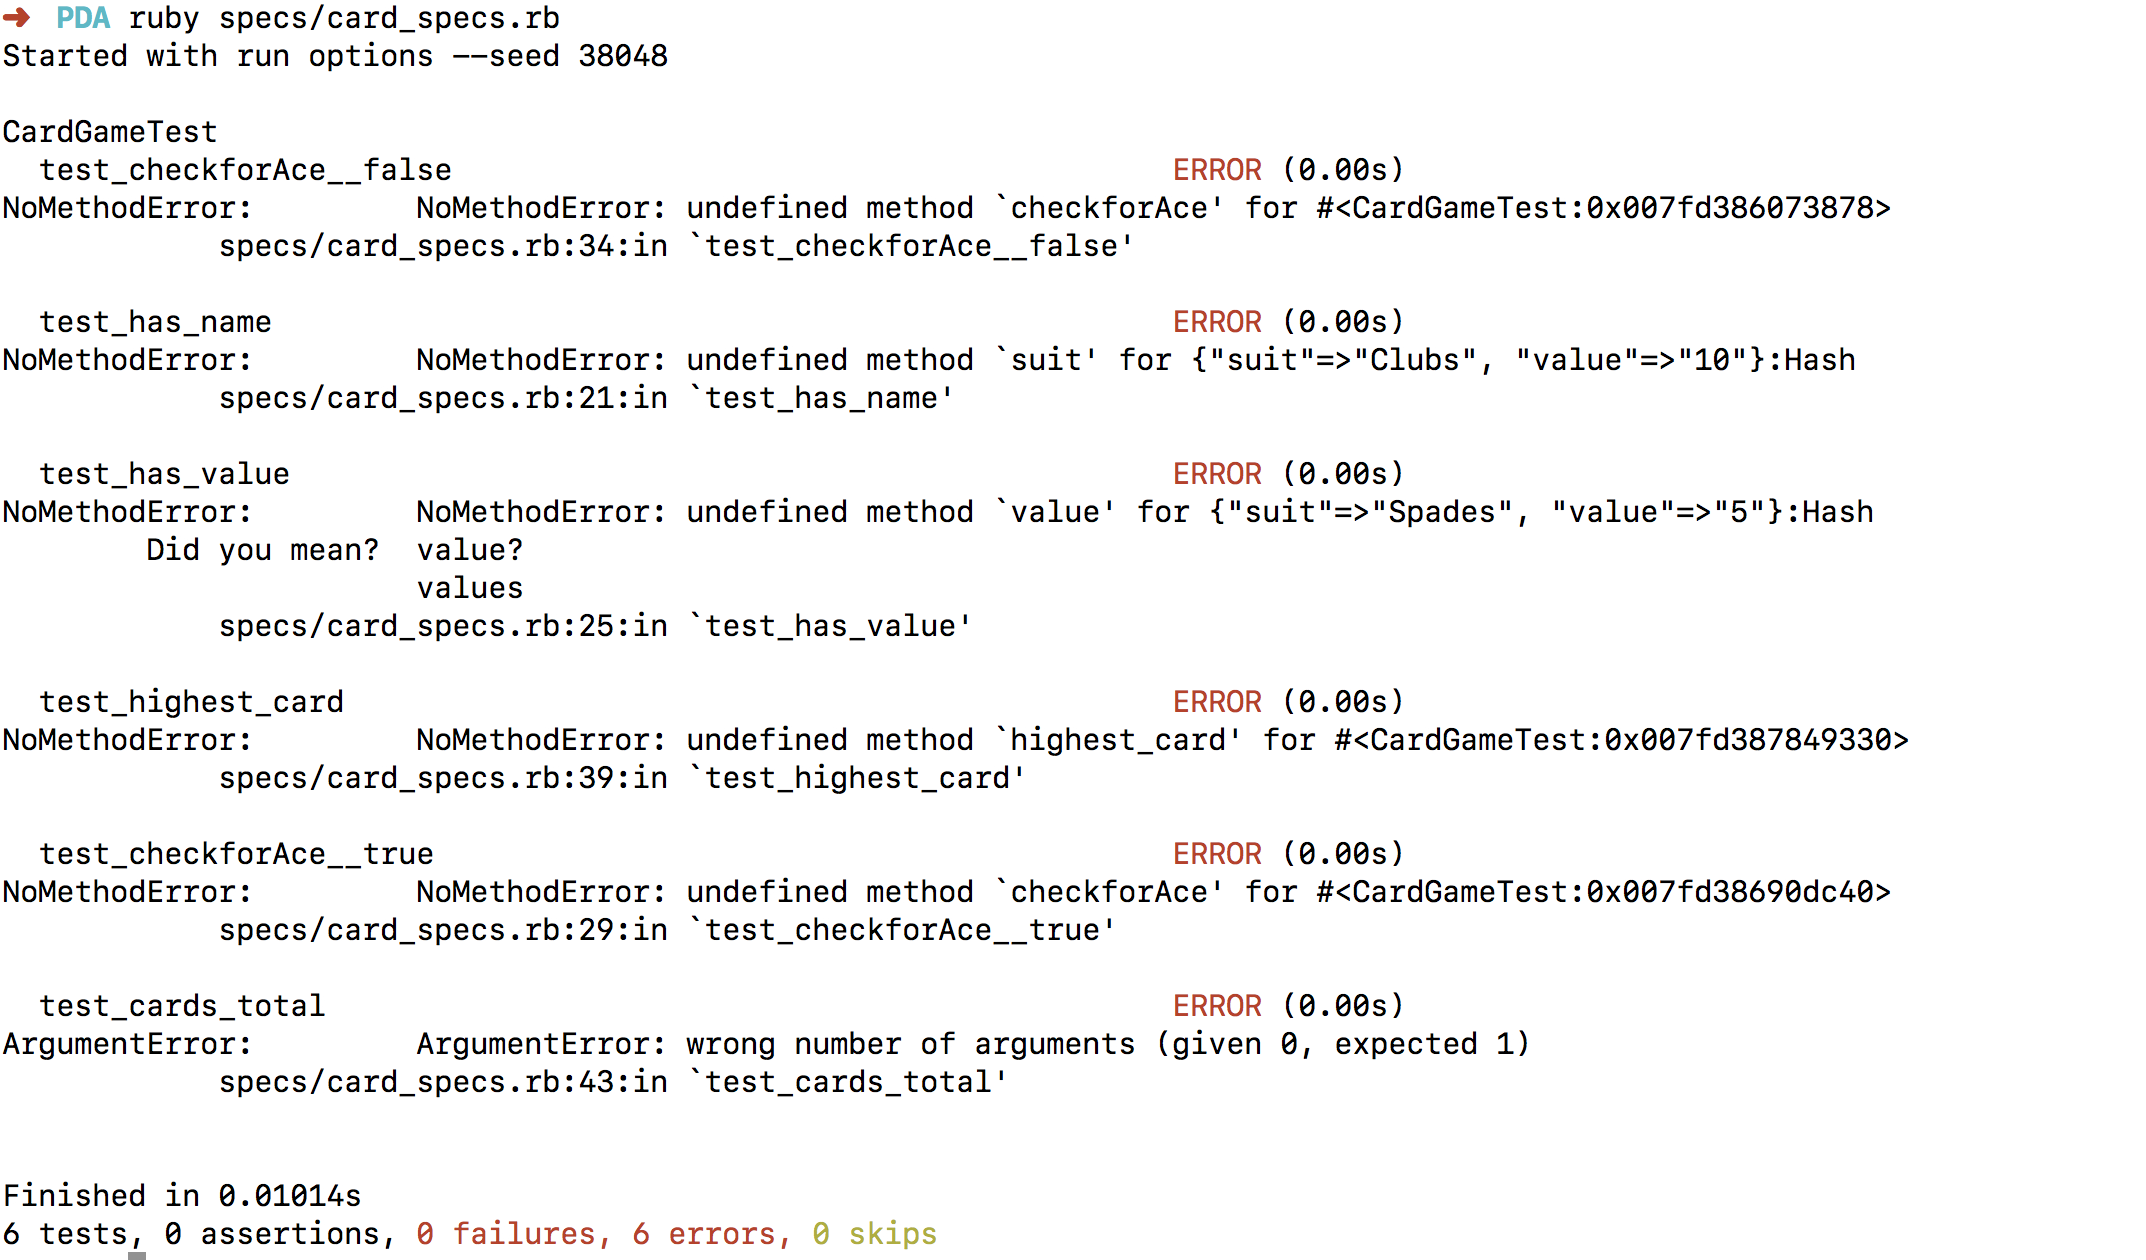 ➜ PDA ruby specs/card_specs.rb
Started with run options --seed 38048
CardGameTest
test_checkforAce__false ERROR (0.00s)
NoMethodError: NoMethodError: undefined method `checkforAce' for #<CardGameTest:0x007fd386073878>
specs/card_specs.rb:34:in `test_checkforAce__false'
test_has_name ERROR (0.00s)
NoMethodError: NoMethodError: undefined method `suit' for {"suit"=>"Clubs", "value"=>"10"}:Hash
specs/card_specs.rb:21:in `test_has_name'
test_has_value ERROR (0.00s)
NoMethodError: NoMethodError: undefined method `value' for {"suit"=>"Spades", "value"=>"5"}:Hash
Did you mean? value?
values
specs/card_specs.rb:25:in `test_has_value'
test_highest_card ERROR (0.00s)
NoMethodError: NoMethodError: undefined method `highest_card' for #<CardGameTest:0x007fd387849330>
specs/card_specs.rb:39:in `test_highest_card'
test_checkforAce__true ERROR (0.00s)
NoMethodError: NoMethodError: undefined method `checkforAce' for #<CardGameTest:0x007fd38690dc40>
specs/card_specs.rb:29:in `test_checkforAce__true'
test_cards_total ERROR (0.00s)
ArgumentError: ArgumentError: wrong number of arguments (given 0, expected 1)
specs/card_specs.rb:43:in `test_cards_total'
Finished in 0.01014s
6 tests, 0 assertions, 0 failures, 6 errors, 0 skips